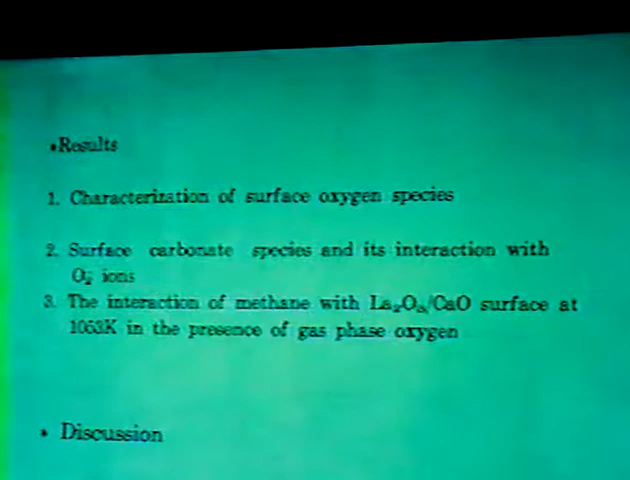 •Results
1. Characterization of surface oxygen species
2. Surface carbonate species and its interaction with
O₂⁻ ions
3. The interaction of methane with La₂O₃/CaO surface at
1063K in the presence of gas phase oxygen
• Discussion